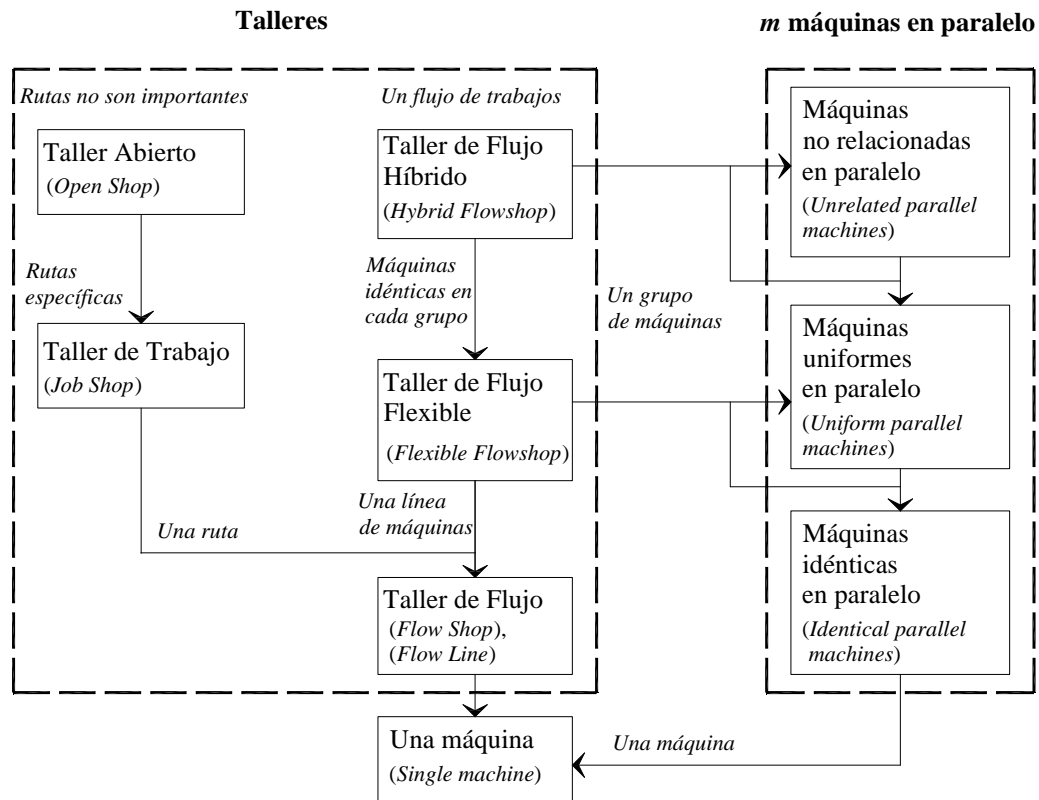 Talleres
m máquinas en paralelo
Rutas no son importantes
Un flujo de trabajos
Taller Abierto
(Open Shop)
Taller de Flujo
Híbrido
(Hybrid Flowshop)
Máquinas
no relacionadas
en paralelo
(Unrelated parallel
machines)
Rutas
específicas
Máquinas
idénticas en
cada grupo
Un grupo
de máquinas
Taller de Trabajo
(Job Shop)
Taller de Flujo
Flexible
(Flexible Flowshop)
Máquinas
uniformes
en paralelo
(Uniform parallel
machines)
Una ruta
Una línea
de máquinas
Máquinas
idénticas
en paralelo
(Identical parallel
machines)
Taller de Flujo
(Flow Shop),
(Flow Line)
Una máquina
(Single machine)
Una máquina